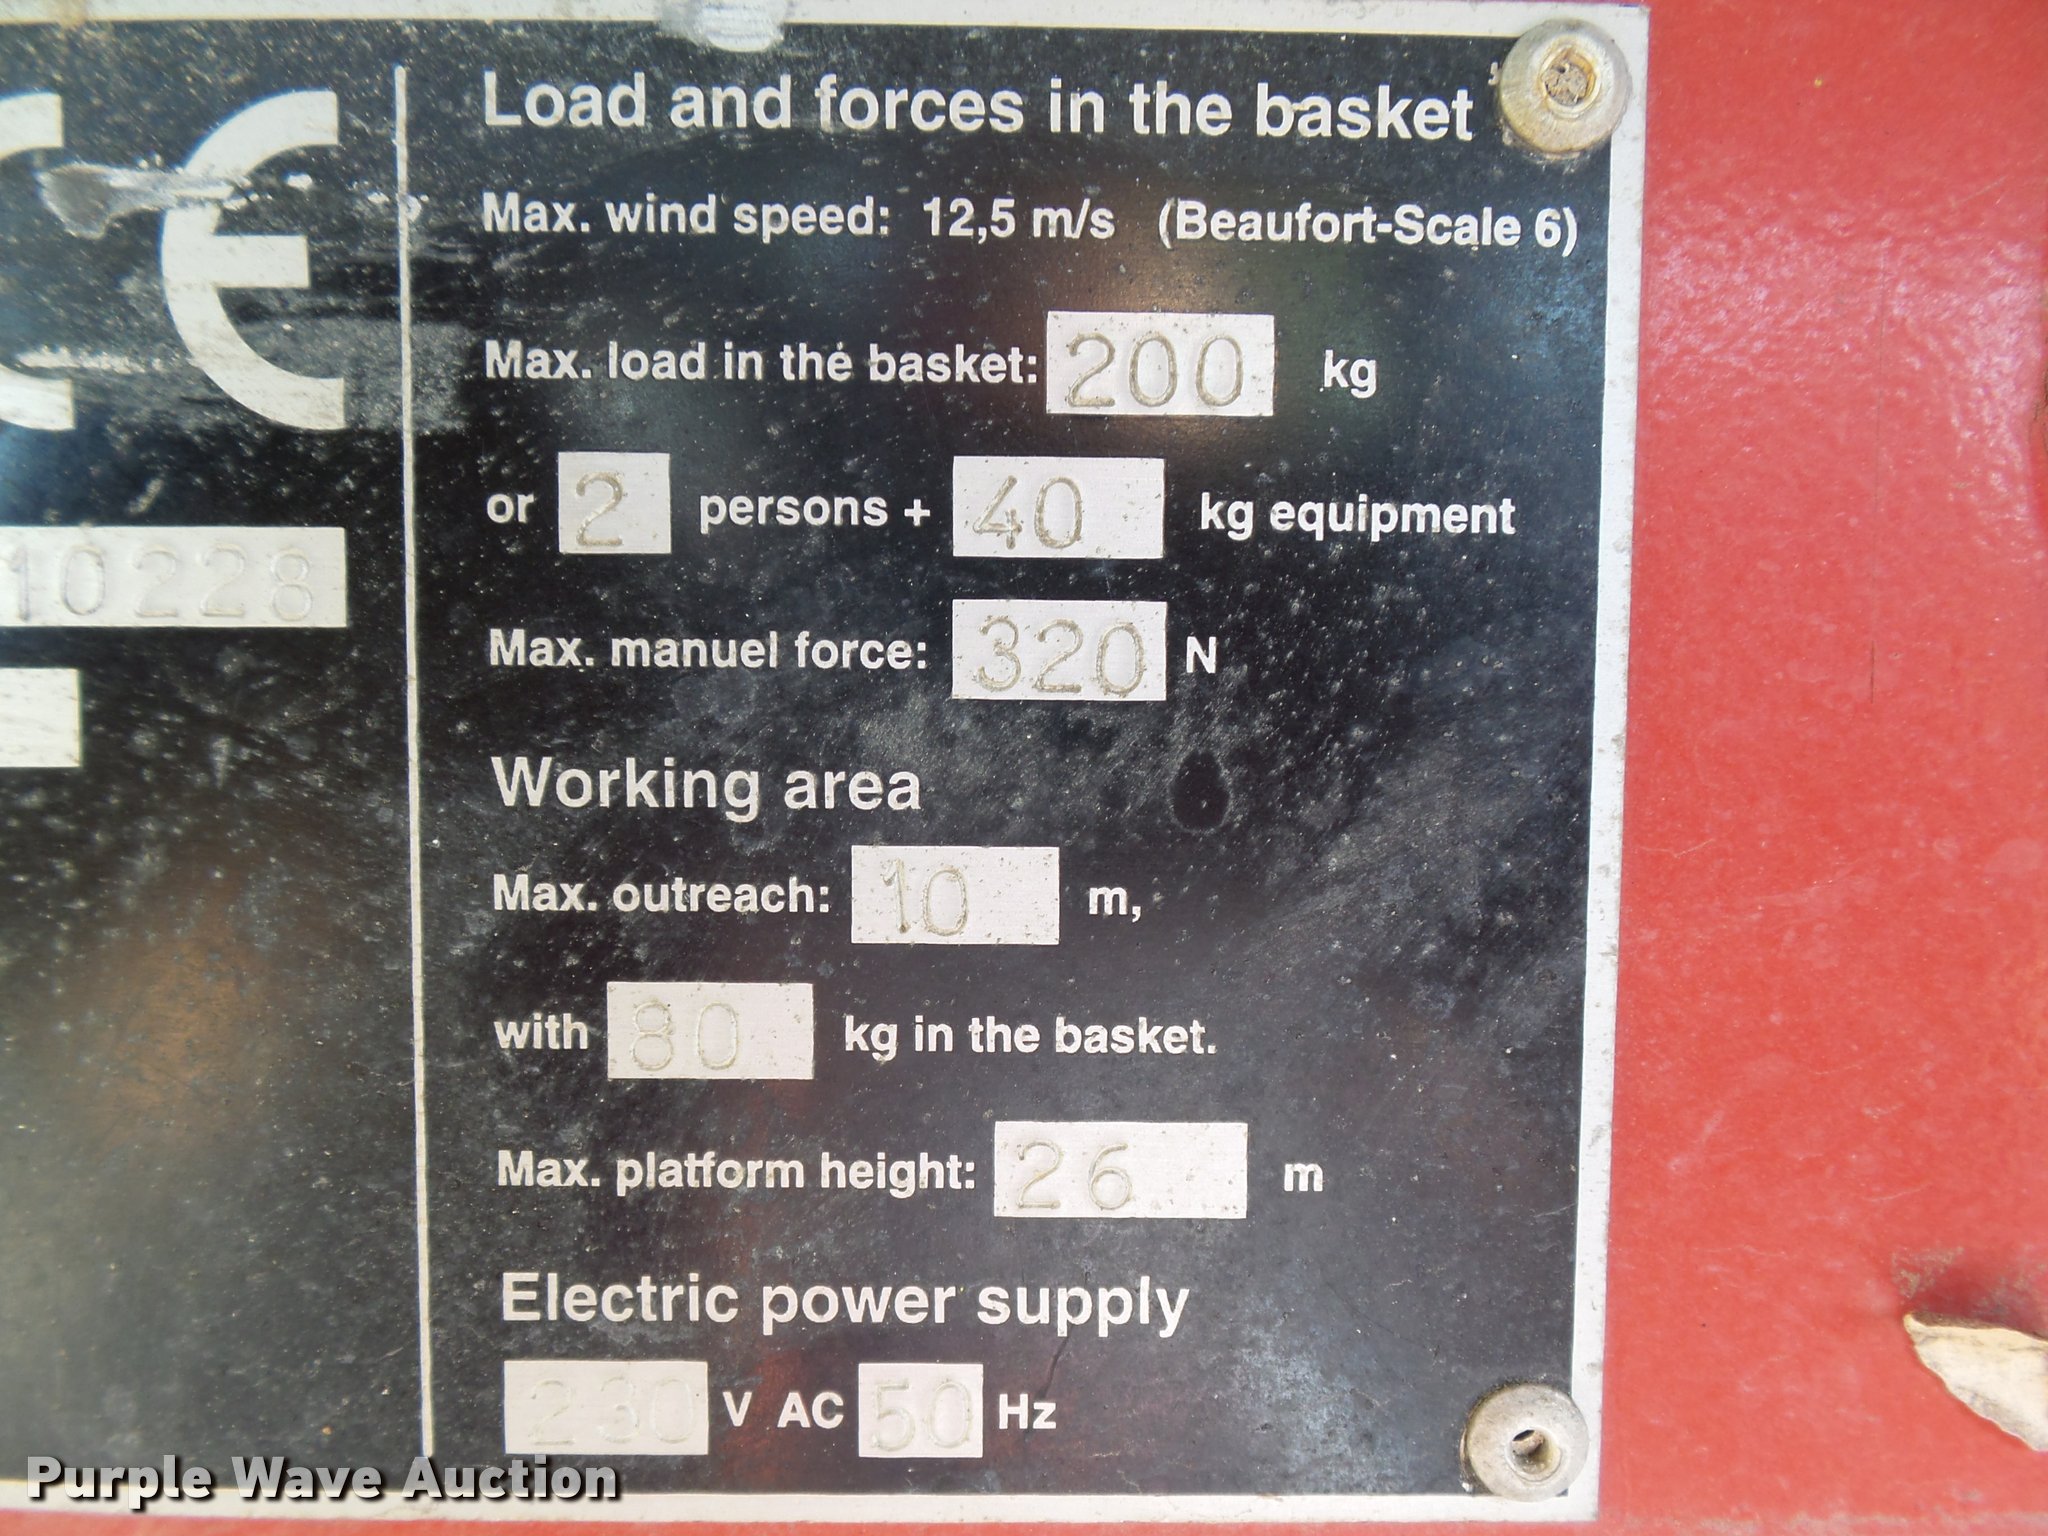 CE
10228
Load and forces in the basket
Max. wind speed: 12,5 m/s (Beaufort-Scale 6)
Max. load in the basket: 200 kg
or 2 persons + 40 kg equipment
Max. manuel force: 320 N
Working area
Max. outreach: 10 m,
with 80 kg in the basket.
Max. platform height: 26 m
Electric power supply
230 V AC 50 Hz
Purple Wave Auction